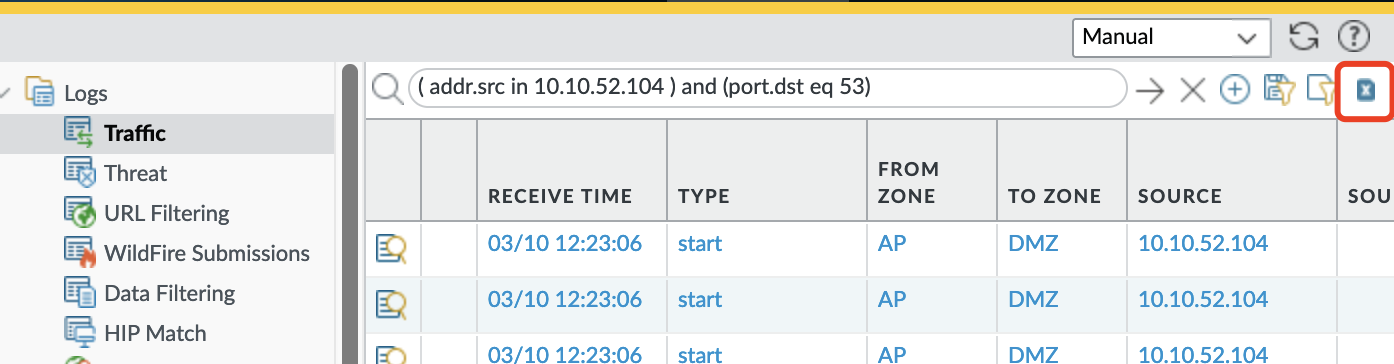 Manual
Logs
( addr.src in 10.10.52.104 ) and (port.dst eq 53)
Traffic
Threat
URL Filtering
WildFire Submissions
Data Filtering
HIP Match
RECEIVE TIME TYPE FROM ZONE TO ZONE SOURCE SOU
03/10 12:23:06 start AP DMZ 10.10.52.104
03/10 12:23:06 start AP DMZ 10.10.52.104
03/10 12:23:06 start AP DMZ 10.10.52.104